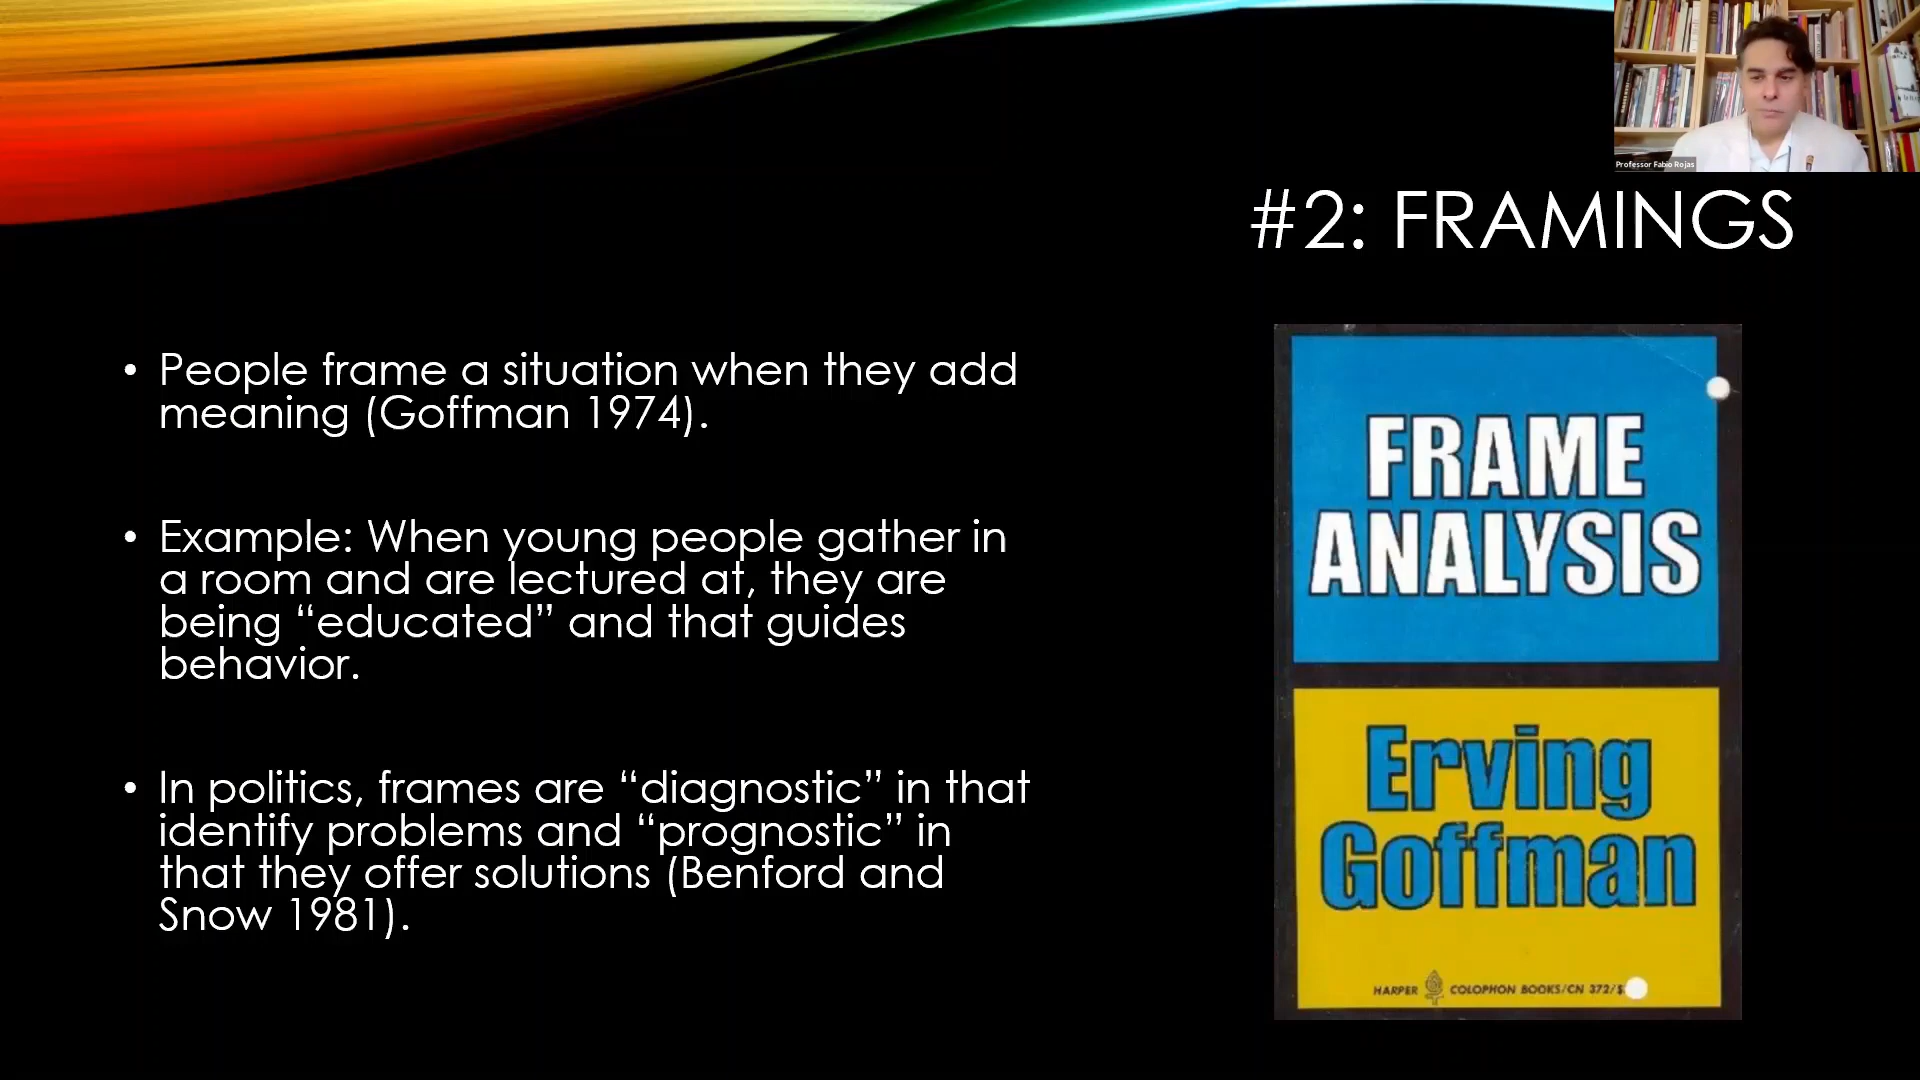 Professor Fabio Rojas
#2: FRAMINGS
• People frame a situation when they add
meaning (Goffman 1974).
• Example: When young people gather in
a room and are lectured at, they are
being “educated” and that guides
behavior.
• In politics, frames are “diagnostic” in that
identify problems and “prognostic” in
that they offer solutions (Benford and
Snow 1981).
FRAME
ANALYSIS
Erving
Goffman
HARPER COLOPHON BOOKS/CN 372/$